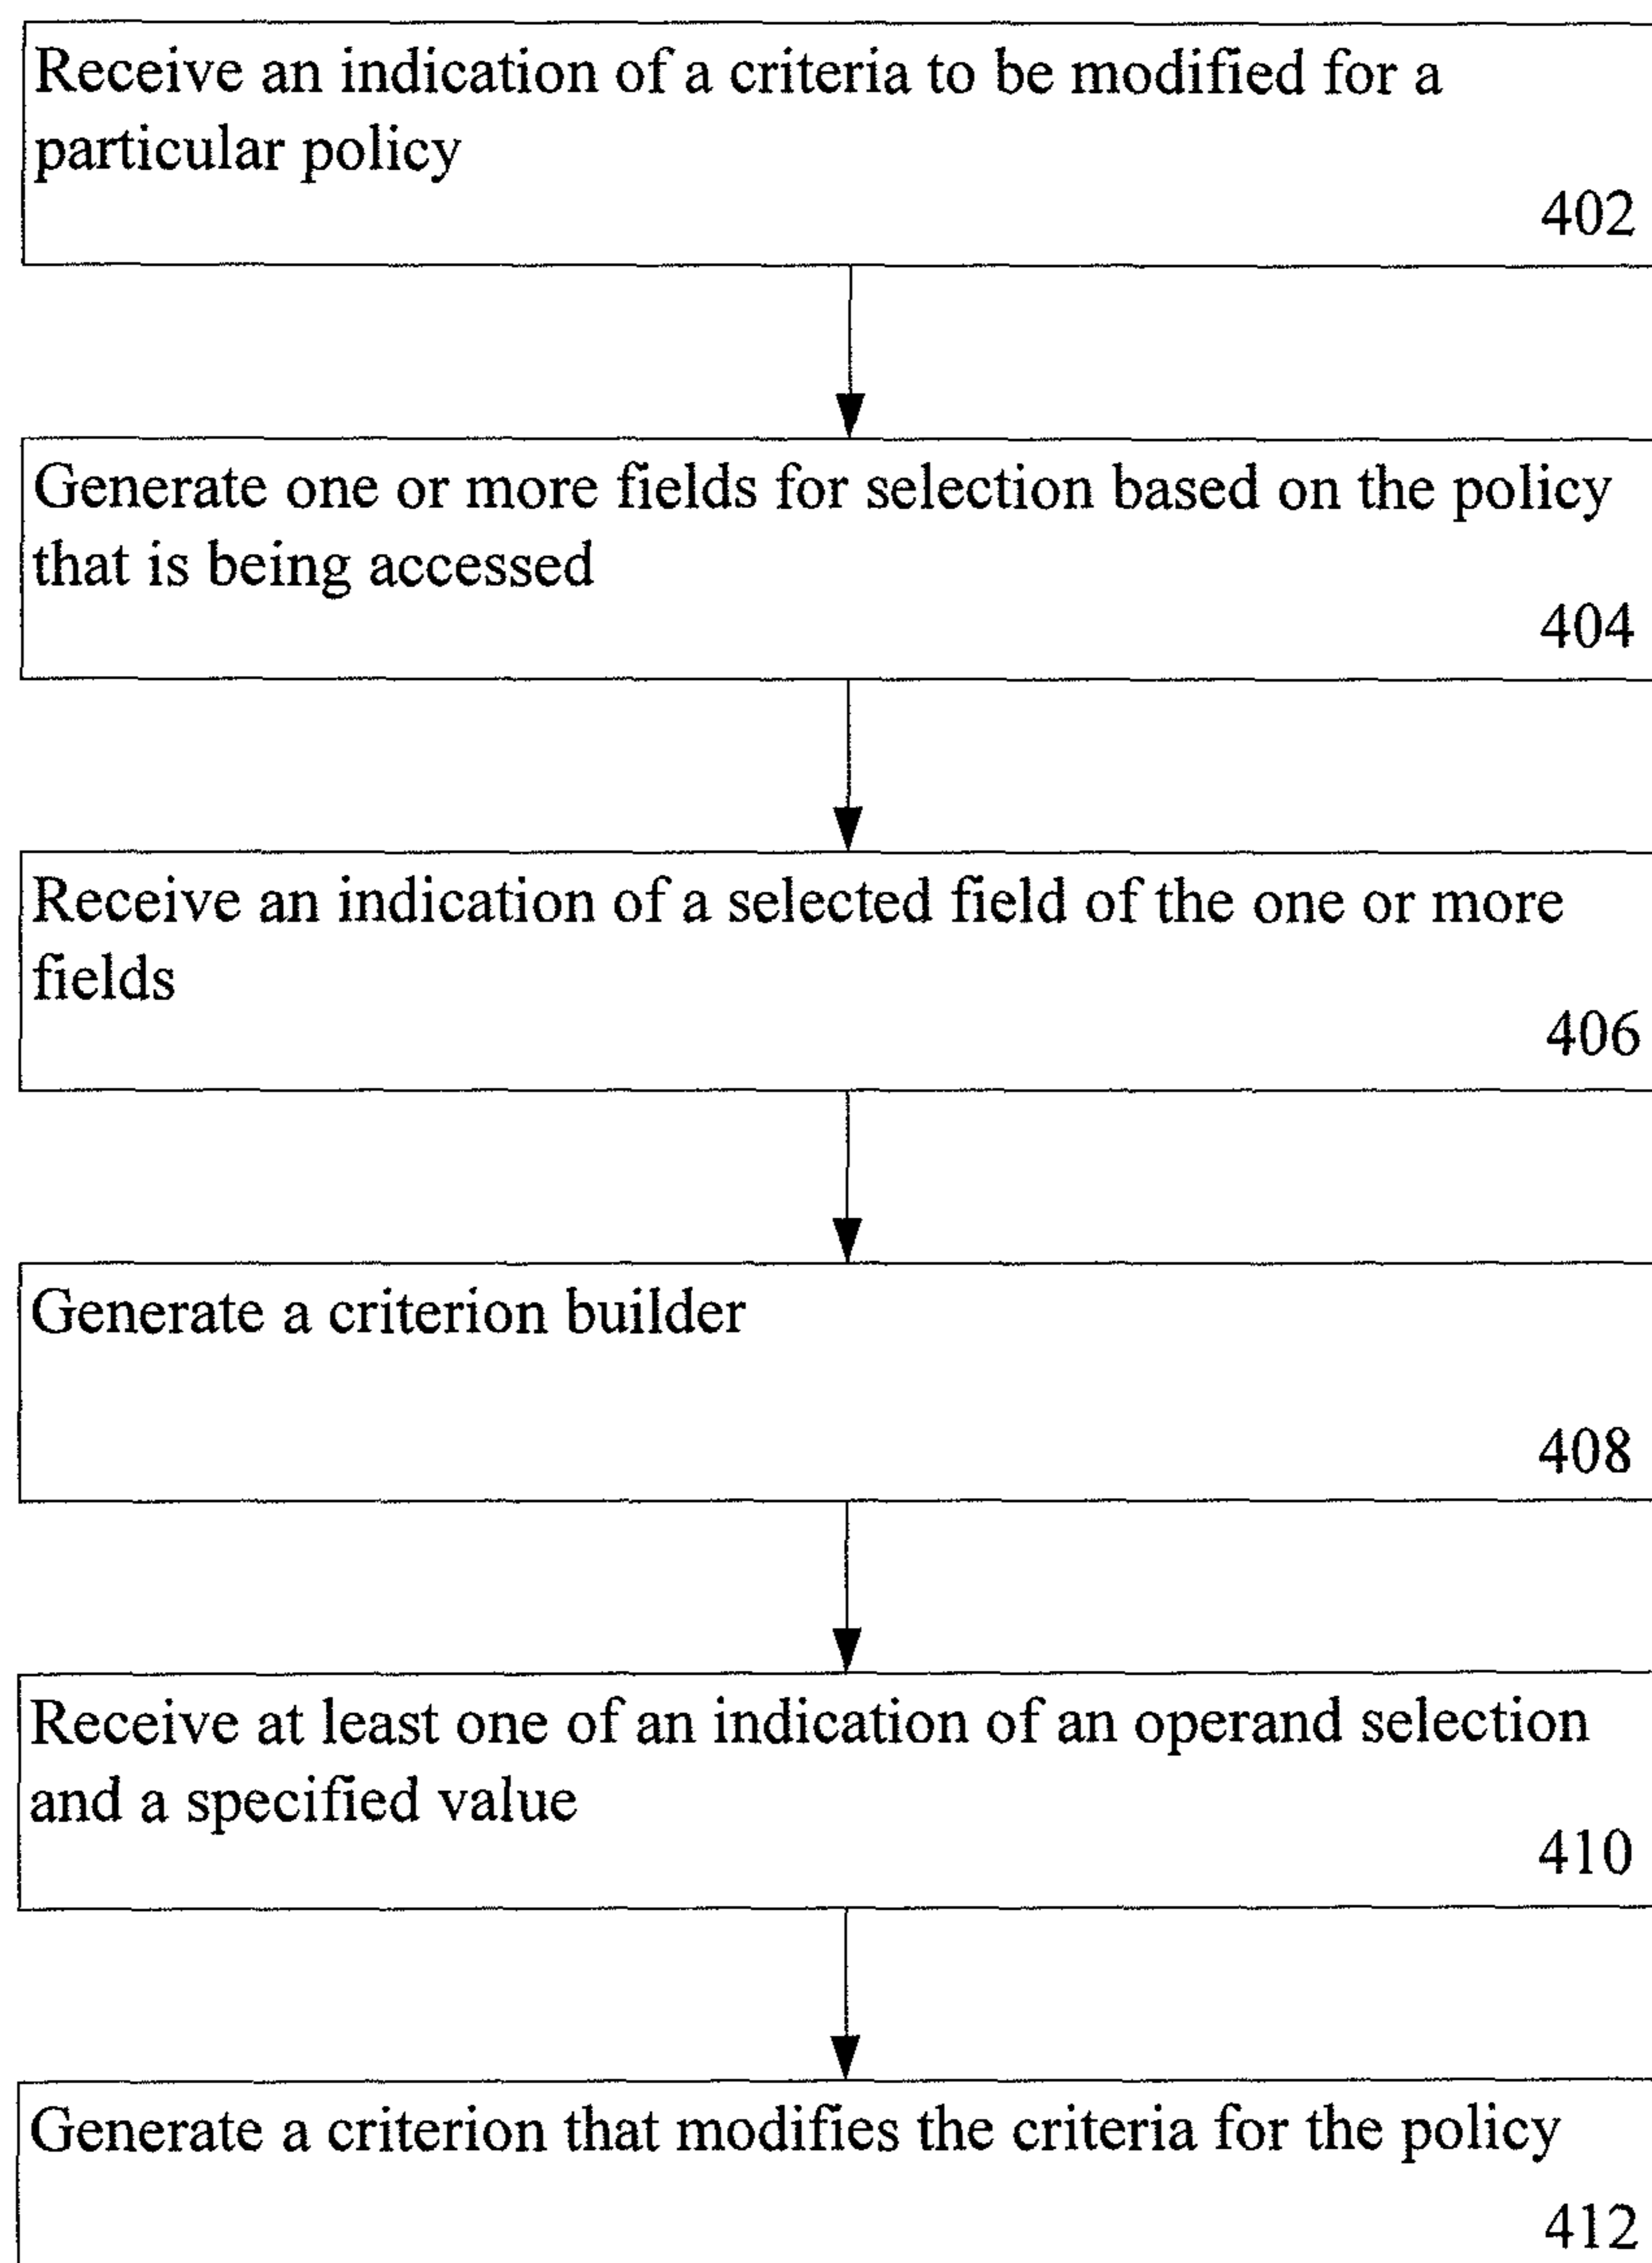 Receive an indication of a criteria to be modified for a
particular policy
402
Generate one or more fields for selection based on the policy
that is being accessed
404
Receive an indication of a selected field of the one or more
fields
406
Generate a criterion builder
408
Receive at least one of an indication of an operand selection
and a specified value
410
Generate a criterion that modifies the criteria for the policy
412